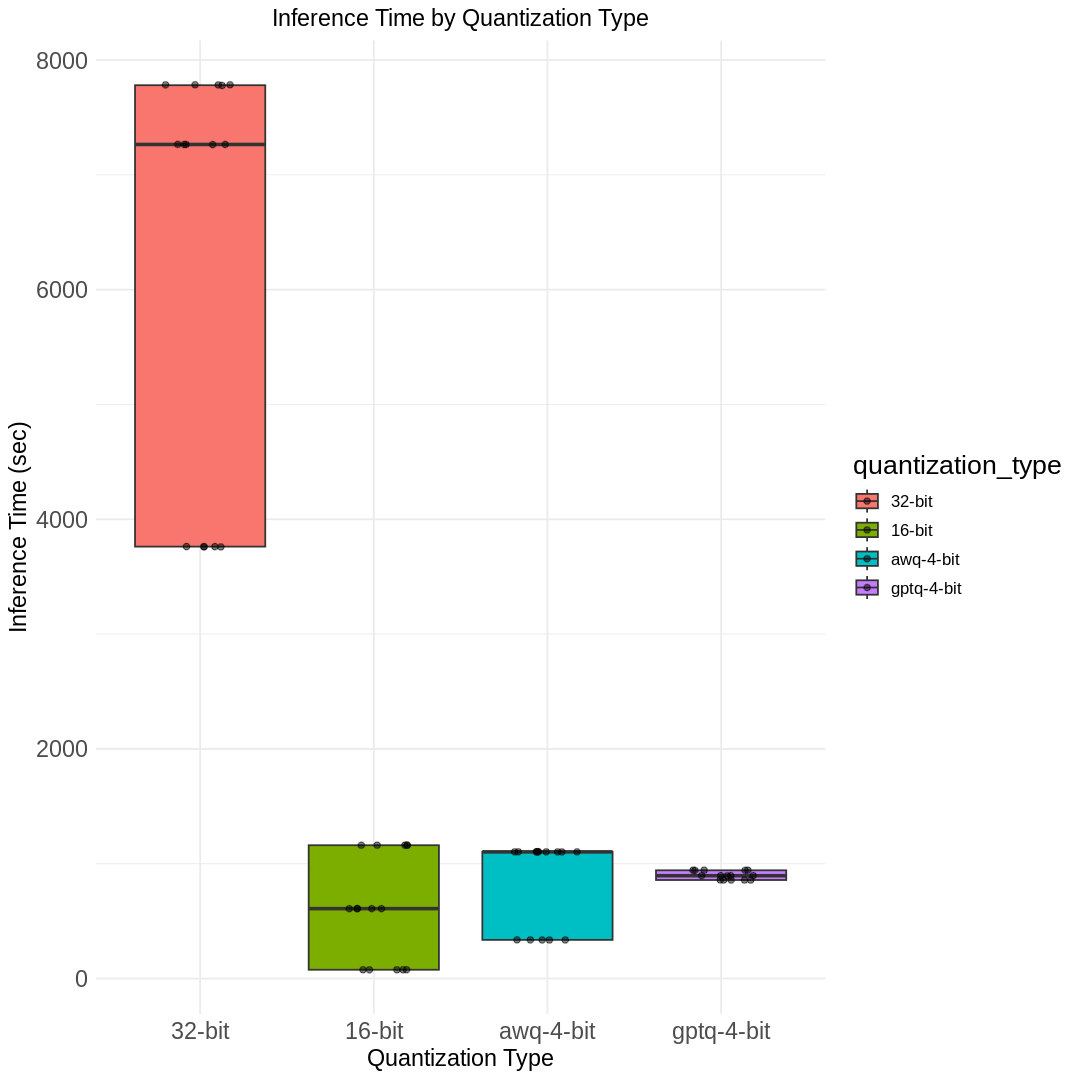 Inference Time by Quantization Type
8000
6000
4000
2000
0
Inference Time (sec)
32-bit
16-bit
awq-4-bit
gptq-4-bit
Quantization Type
quantization_type
32-bit
16-bit
awq-4-bit
gptq-4-bit